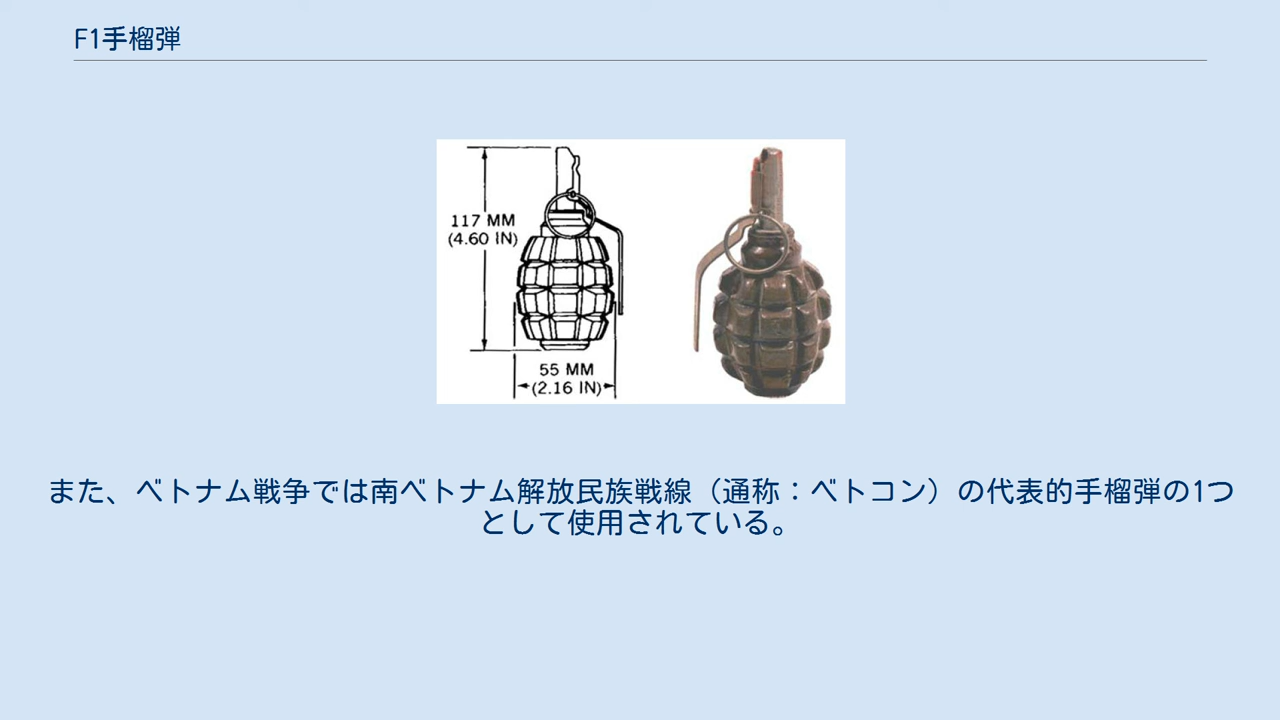 F1手榴弾
117 MM
(4.60 IN)
55 MM
(2.16 IN)
また、ベトナム戦争では南ベトナム解放民族戦線（通称：ベトコン）の代表的手榴弾の1つ
として使用されている。